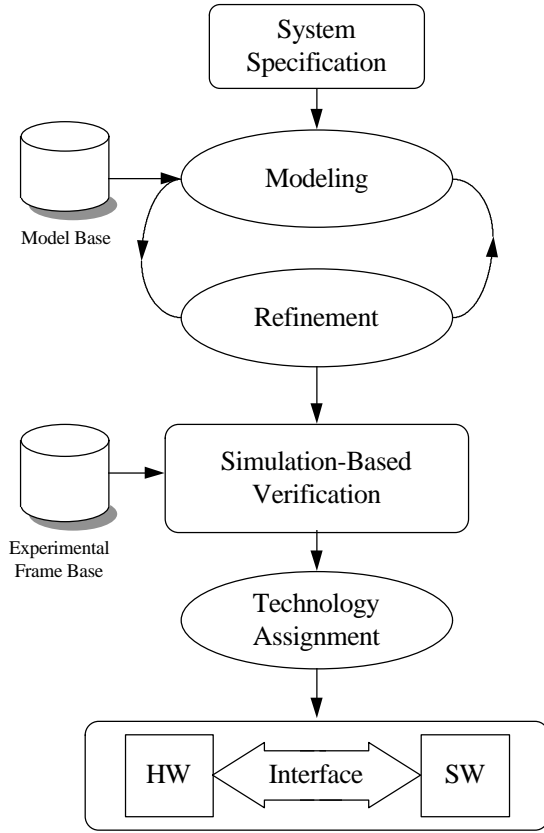 System
Specification
Modeling
Model Base
Refinement
Simulation-Based
Verification
Experimental
Frame Base
Technology
Assignment
HW
Interface
SW